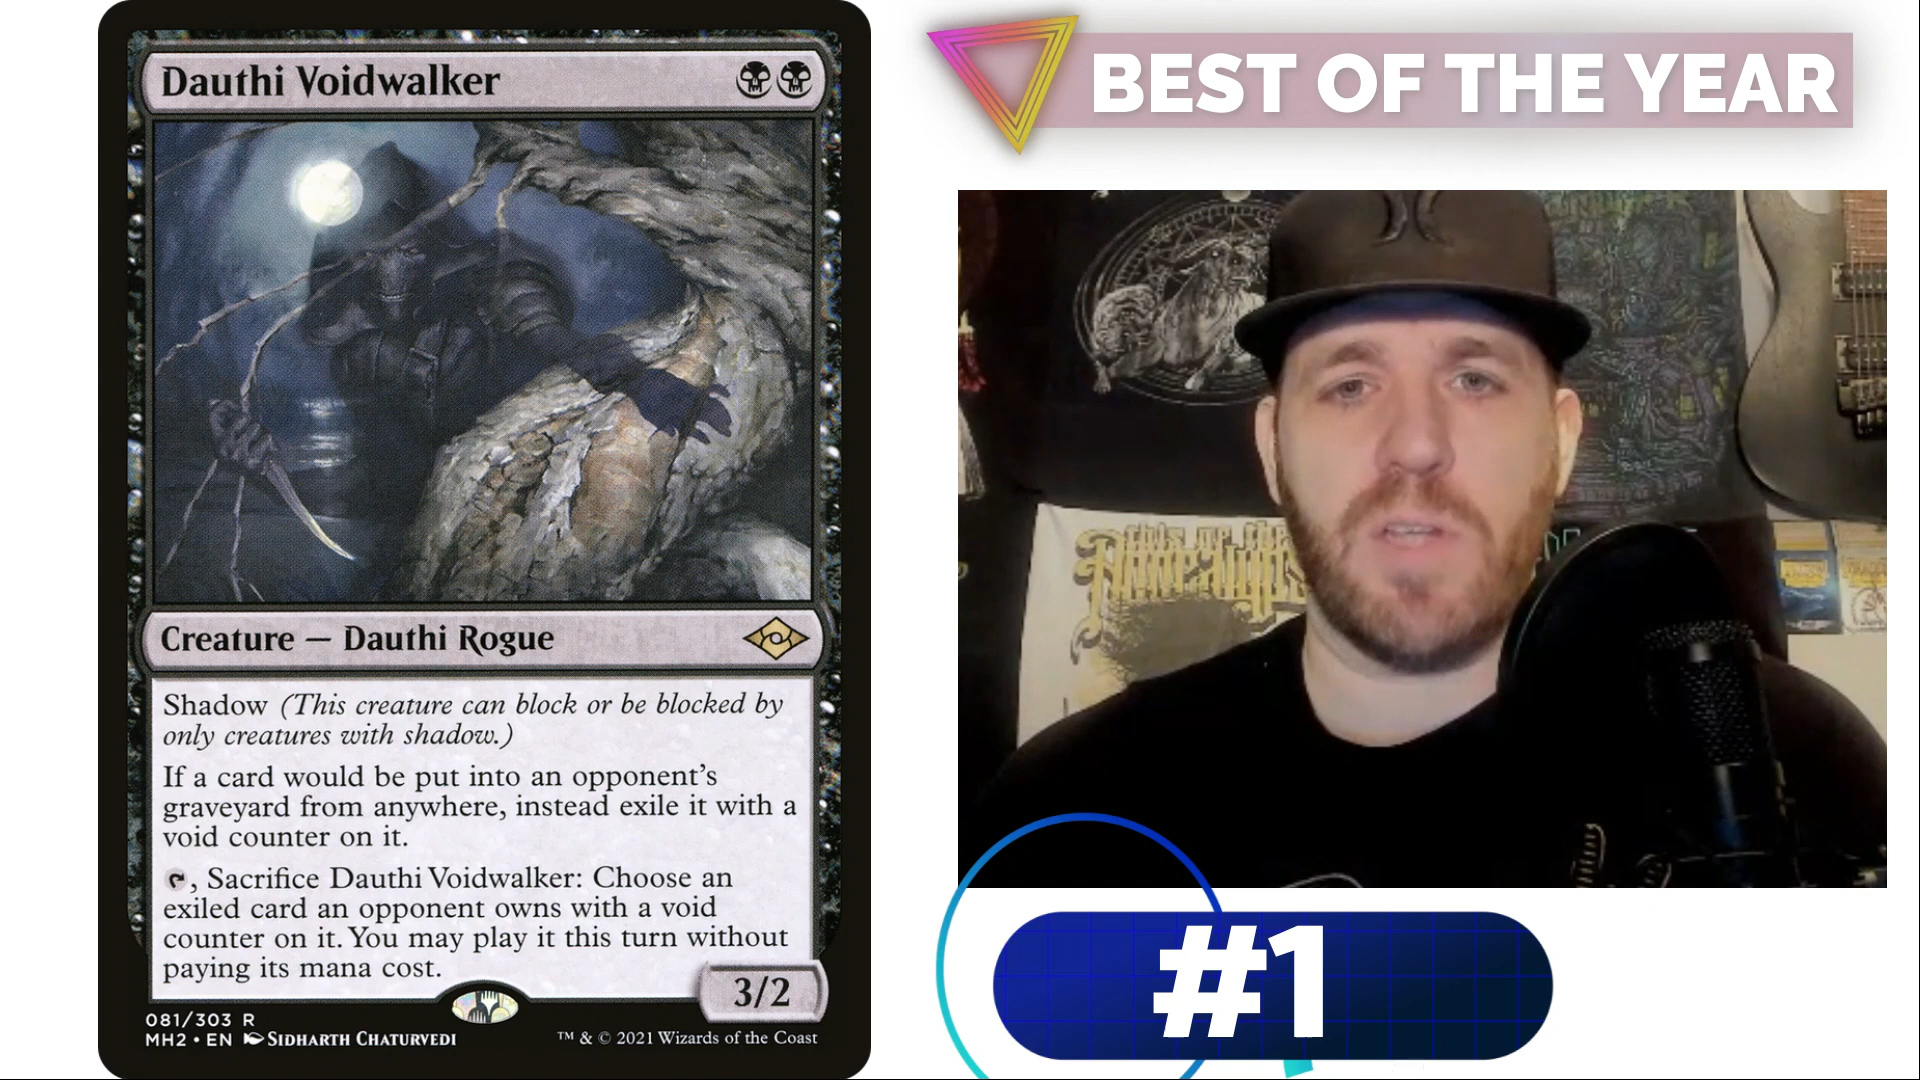 Dauthi Voidwalker
Creature — Dauthi Rogue
Shadow (This creature can block or be blocked by
only creatures with shadow.)
If a card would be put into an opponent's
graveyard from anywhere, instead exile it with a
void counter on it.
, Sacrifice Dauthi Voidwalker: Choose an
exiled card an opponent owns with a void
counter on it. You may play it this turn without
paying its mana cost.
3/2
081/303 R
MH2 • EN SIDHARTH CHATURVEDI
™ & © 2021 Wizards of the Coast
BEST OF THE YEAR
#1